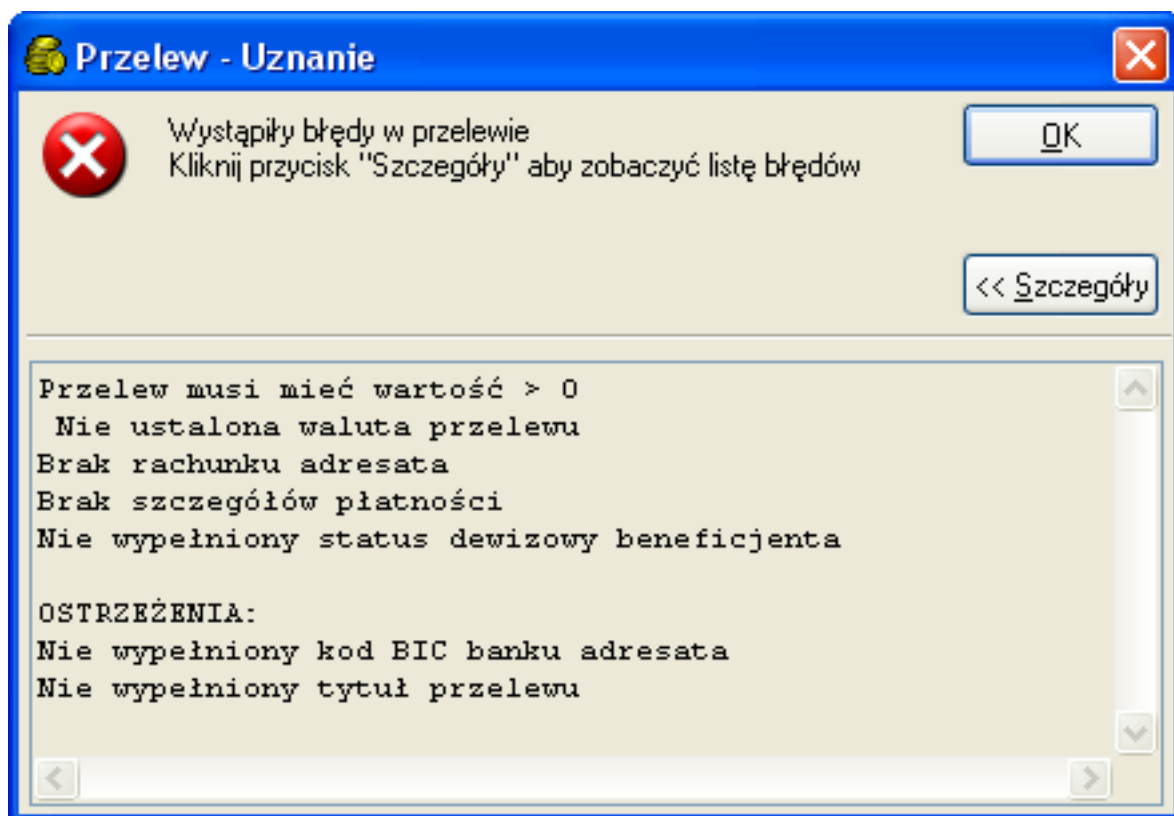 Przelew - Uznanie
Wystąpiły błędy w przelewie
Kliknij przycisk "Szczegóły" aby zobaczyć listę błędów
OK
<< Szczegóły
Przelew musi mieć wartość > 0
Nie ustalona waluta przelewu
Brak rachunku adresata
Brak szczegółów płatności
Nie wypełniony status dewizowy beneficjenta
OSTRZEŻENIA:
Nie wypełniony kod BIC banku adresata
Nie wypełniony tytuł przelewu